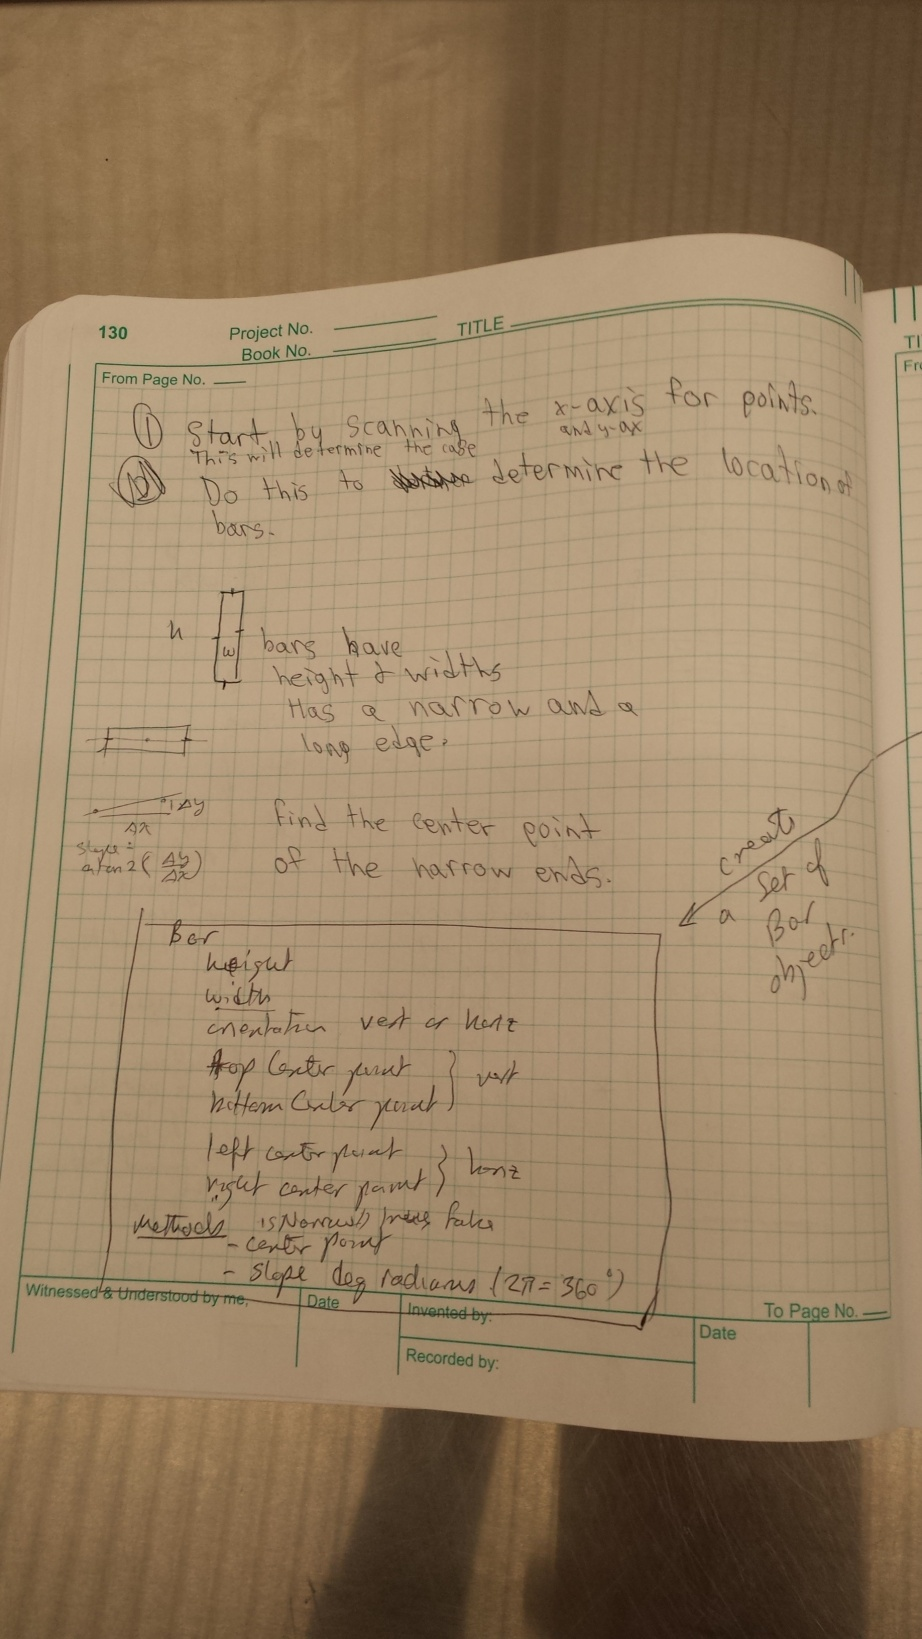 130
Project No.
Book No.
TITLE
From Page No.
1 Start by scanning the x-axis for points.
and y-ax
This will determine the case
Do this to determine the location of
bars.
h
w
bars have
height & widths
Has a narrow and a
long edge.
Δy
Δx
atan2 (Δy/Δx)
Find the center point
of the narrow ends.
create
a set of
Bar
objects.
Bar
height
width
orientation vert or horiz
top Center point
bottom Center point } vert
left center point
right center point } horiz
Methods
- center point
- slope deg radians (2π = 360°)
Witnessed & Understood by me,
Date
Invented by:
Recorded by:
Date
To Page No.
TI
Fr